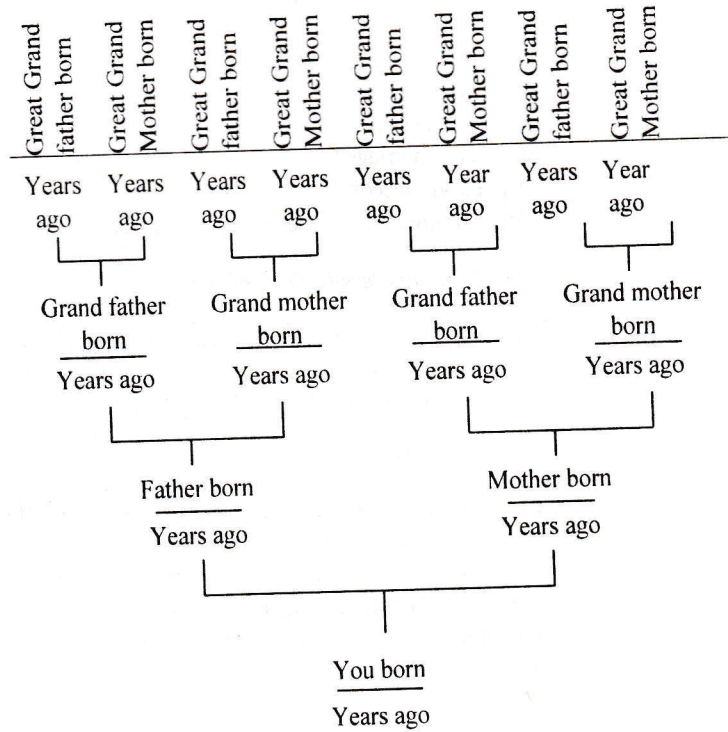 Great Grand
father born
Great Grand
Mother born
Great Grand
father born
Great Grand
Mother born
Great Grand
father born
Great Grand
Mother born
Great Grand
father born
Great Grand
Mother born
Years Years Years Years Years Year Years Year
ago ago ago ago ago ago ago ago
Grand father Grand mother Grand father Grand mother
born born born born
Years ago Years ago Years ago Years ago
Father born Mother born
Years ago Years ago
You born
Years ago